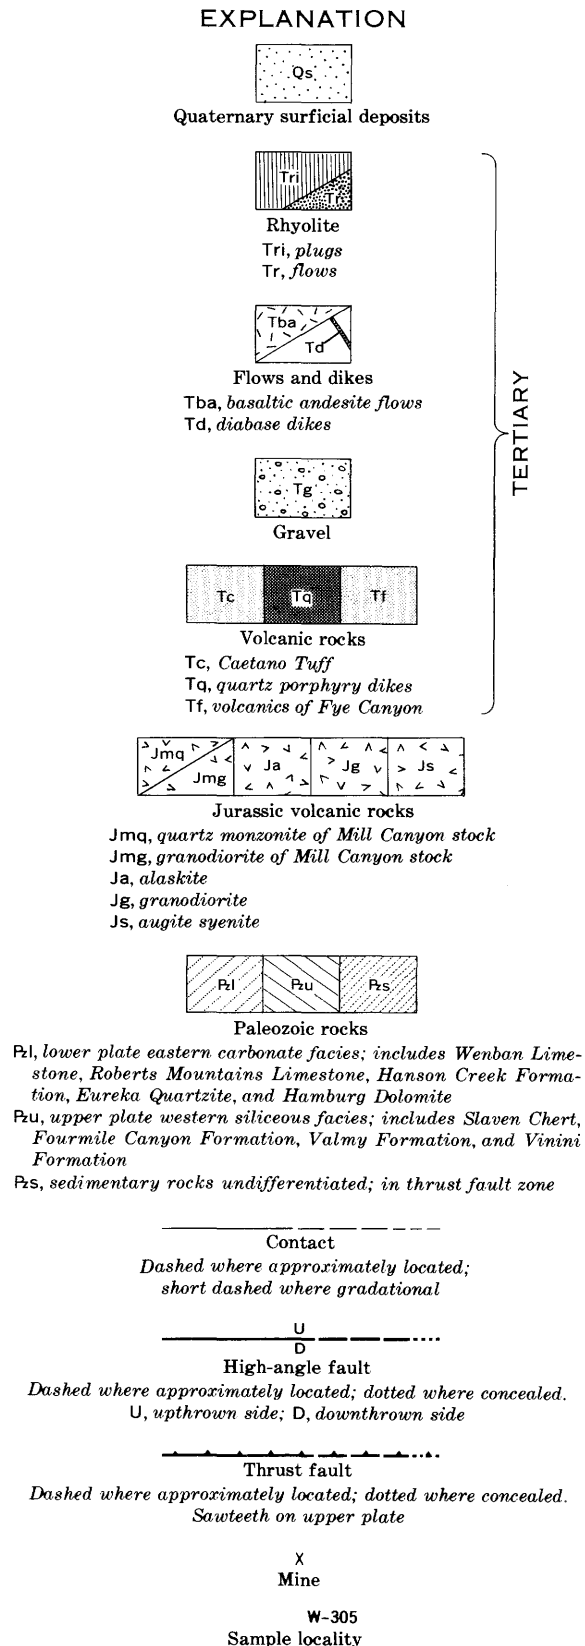 EXPLANATION
Qs
Quaternary surficial deposits
Tri
Tr
Rhyolite
Tri, plugs
Tr, flows
Tba
Td
Flows and dikes
Tba, basaltic andesite flows
Td, diabase dikes
Tg
Gravel
Tc Tq Tf
Volcanic rocks
Tc, Caetano Tuff
Tq, quartz porphyry dikes
Tf, volcanics of Fye Canyon
TERTIARY
Jmq Jmg Ja Jg Js
Jurassic volcanic rocks
Jmq, quartz monzonite of Mill Canyon stock
Jmg, granodiorite of Mill Canyon stock
Ja, alaskite
Jg, granodiorite
Js, augite syenite
Pzl Pzu Pzs
Paleozoic rocks
Pzl, lower plate eastern carbonate facies; includes Wenban Lime-
stone, Roberts Mountains Limestone, Hanson Creek Forma-
tion, Eureka Quartzite, and Hamburg Dolomite
Pzu, upper plate western siliceous facies; includes Slaven Chert,
Fourmile Canyon Formation, Valmy Formation, and Vinini
Formation
Pzs, sedimentary rocks undifferentiated; in thrust fault zone
Contact
Dashed where approximately located;
short dashed where gradational
U
D
High-angle fault
Dashed where approximately located; dotted where concealed.
U, upthrown side; D, downthrown side
Thrust fault
Dashed where approximately located; dotted where concealed.
Sawteeth on upper plate
X
Mine
W-305
Sample locality